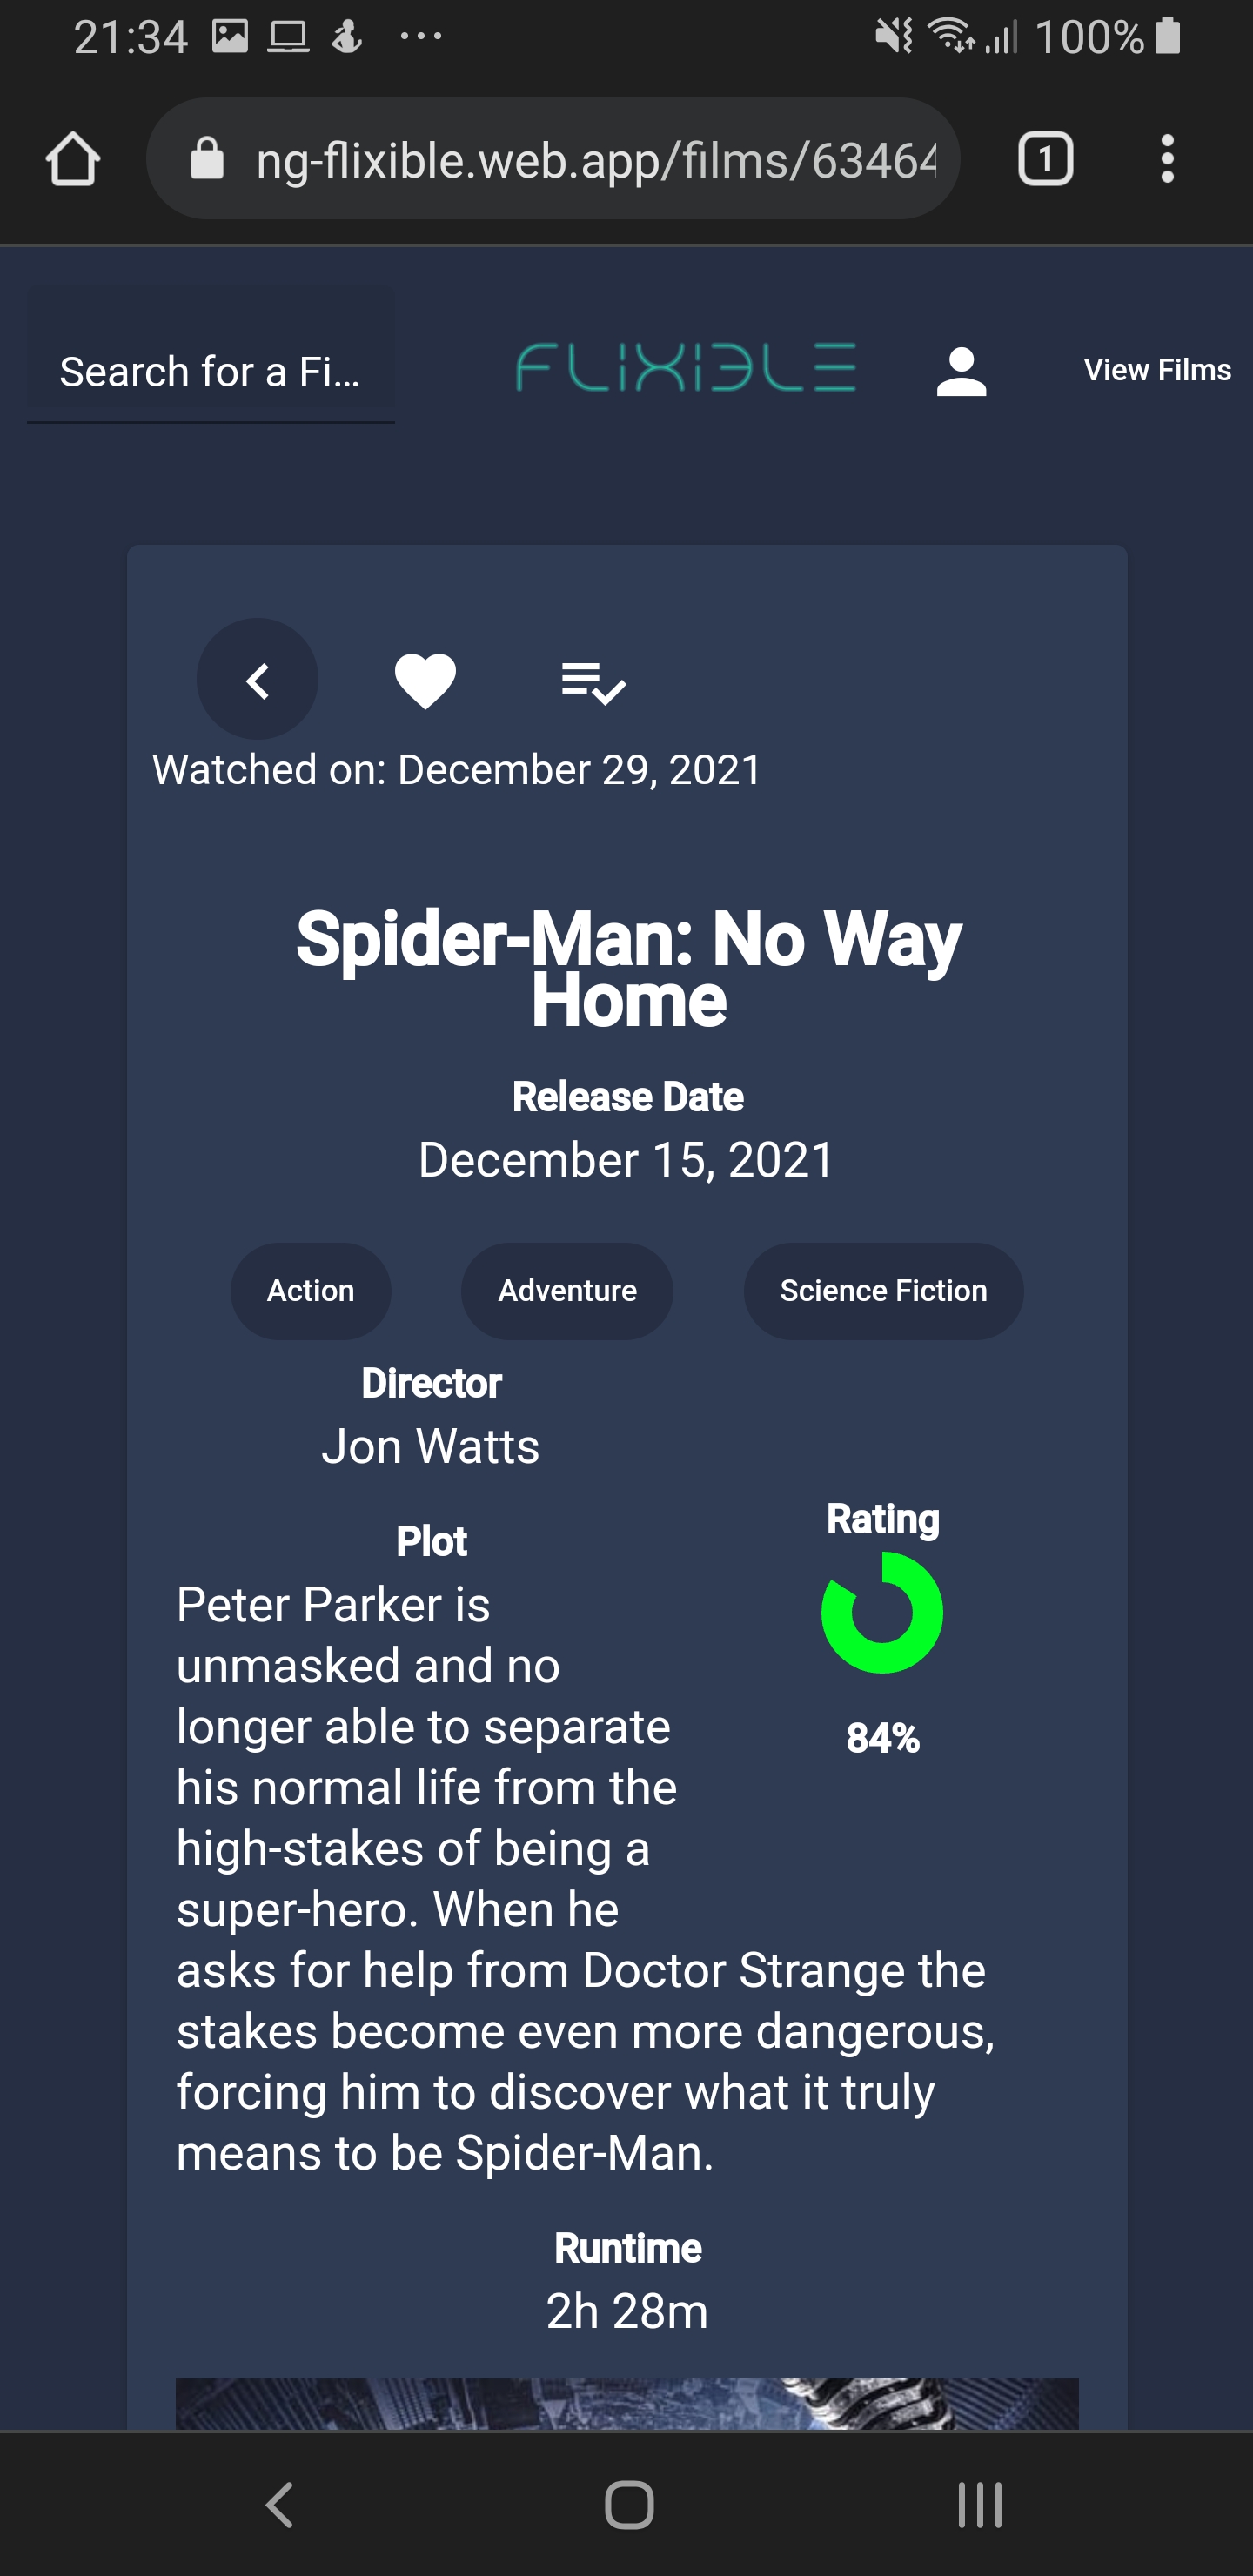 21:34
100%
ng-flixible.web.app/films/63464
1
Search for a Fi...
FLIXIBLE
View Films
Watched on: December 29, 2021
Spider-Man: No Way
Home
Release Date
December 15, 2021
Action
Adventure
Science Fiction
Director
Jon Watts
Plot
Peter Parker is
unmasked and no
longer able to separate
his normal life from the
high-stakes of being a
super-hero. When he
asks for help from Doctor Strange the
stakes become even more dangerous,
forcing him to discover what it truly
means to be Spider-Man.
Rating
84%
Runtime
2h 28m